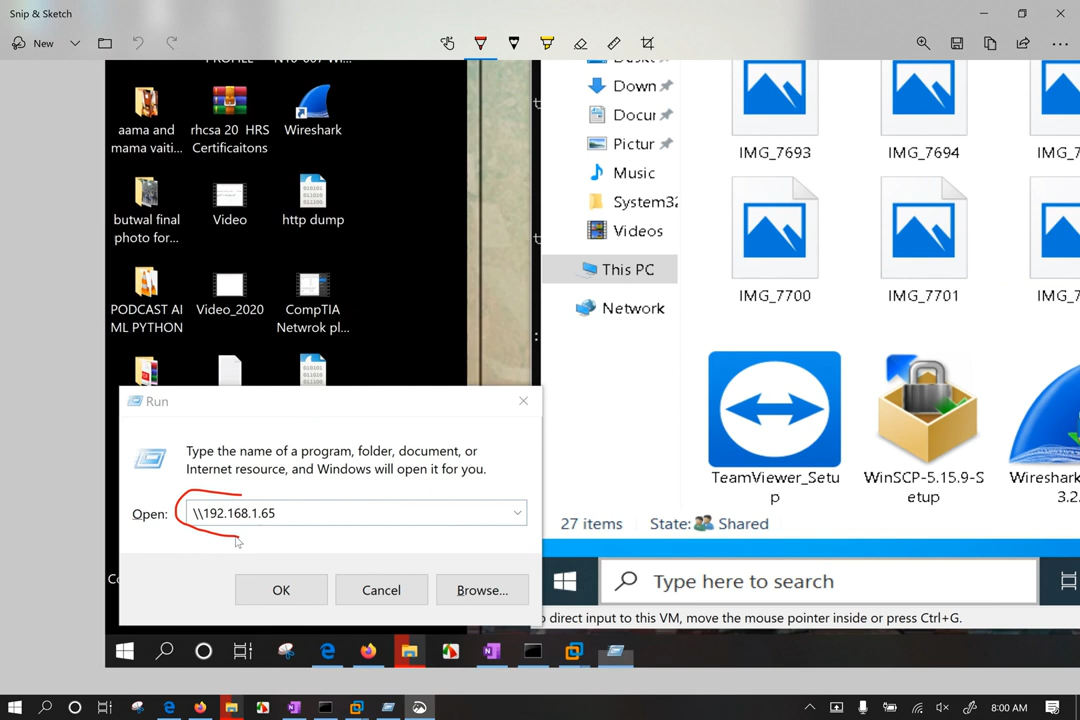 Snip & Sketch
New
aama and
mama vaiti...
rhcsa 20 HRS
Certificaitons
Wireshark
butwal final
photo for...
Video
http dump
PODCAST AI
ML PYTHON
Video_2020
CompTIA
Netwrok pl...
Down
Docur
Pictur
Music
System32
Videos
This PC
Network
IMG_7693
IMG_7694
IMG_7700
IMG_7701
TeamViewer_Setu
p
WinSCP-5.15.9-S
etup
Wireshark
3.2.
27 items
State:
Shared
Run
Type the name of a program, folder, document, or
Internet resource, and Windows will open it for you.
Open:
\\192.168.1.65
OK
Cancel
Browse...
Type here to search
direct input to this VM, move the mouse pointer inside or press Ctrl+G.
8:00 AM